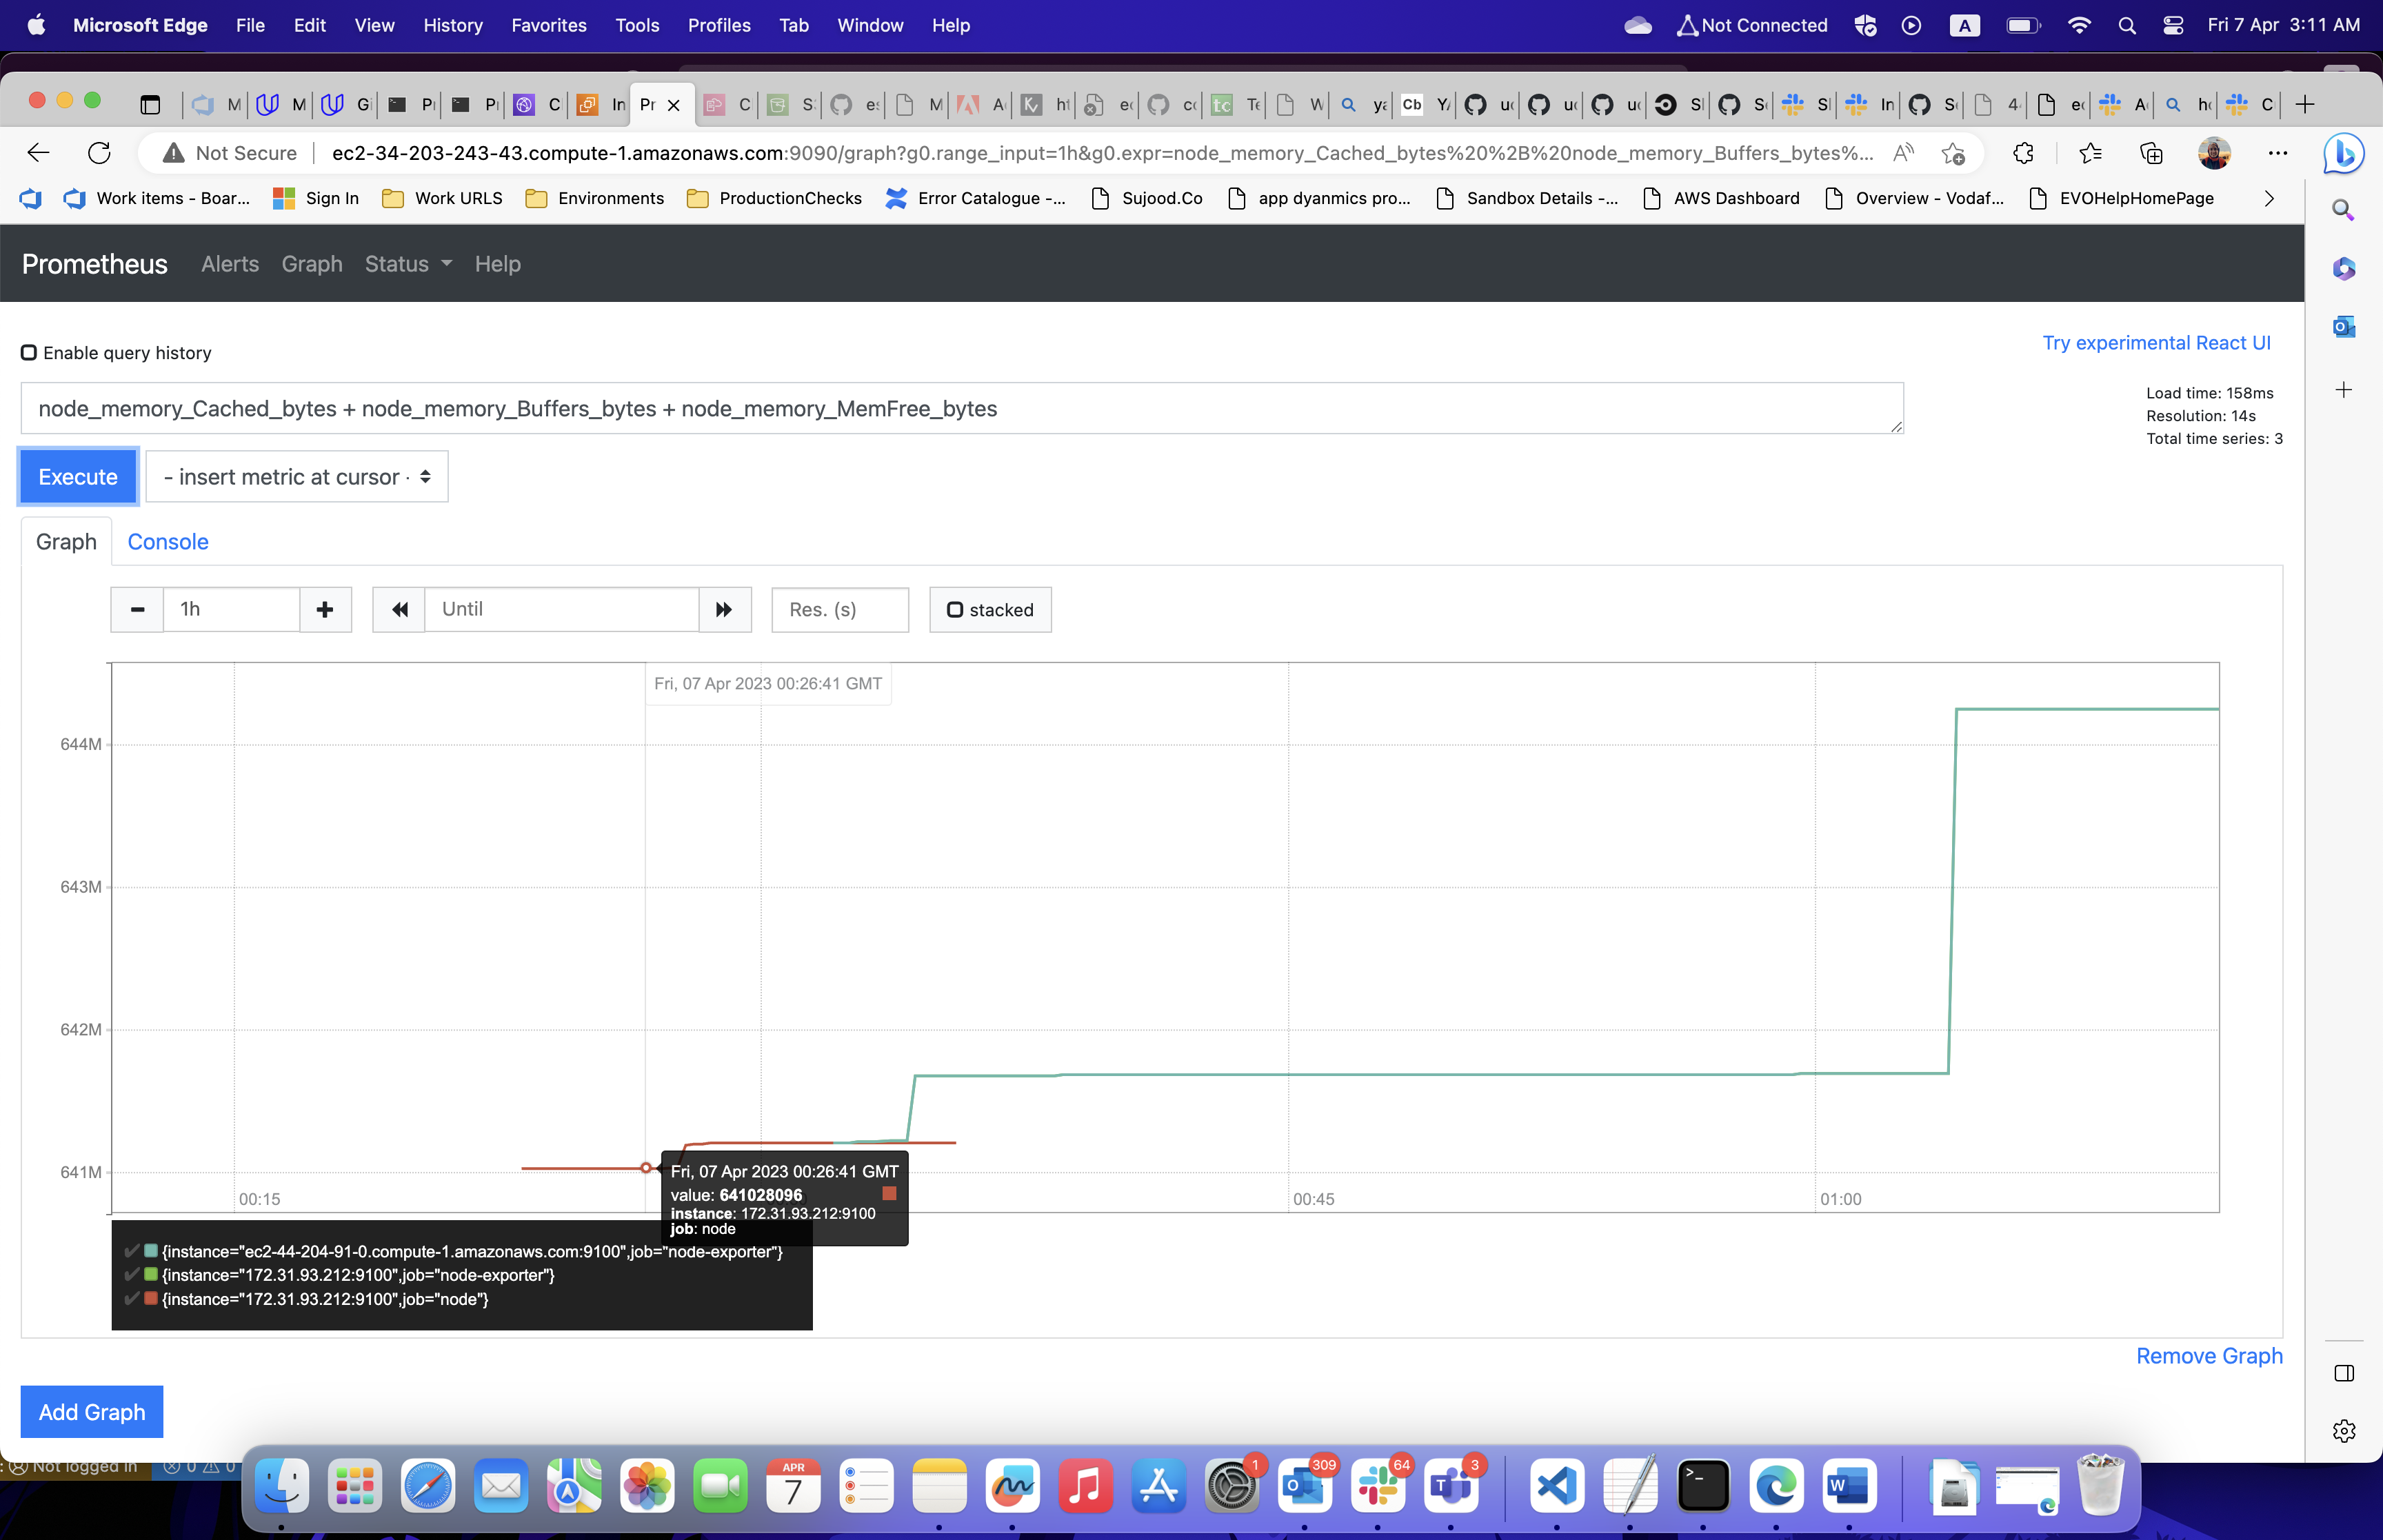 Microsoft Edge File Edit View History Favorites Tools Profiles Tab Window Help Not Connected A Fri 7 Apr 3:11 AM
Not Secure ec2-34-203-243-43.compute-1.amazonaws.com:9090/graph?g0.range_input=1h&g0.expr=node_memory_Cached_bytes%20%2B%20node_memory_Buffers_bytes%...
Work items - Boar... Sign In Work URLS Environments ProductionChecks Error Catalogue -... Sujood.Co app dyanmics pro... Sandbox Details -... AWS Dashboard Overview - Vodaf... EVOHelpHomePage
Prometheus Alerts Graph Status Help
Enable query history
Try experimental React UI
node_memory_Cached_bytes + node_memory_Buffers_bytes + node_memory_MemFree_bytes
Load time: 158ms
Resolution: 14s
Total time series: 3
Execute - insert metric at cursor -
Graph Console
1h Until Res. (s) stacked
Fri, 07 Apr 2023 00:26:41 GMT
644M
643M
642M
641M
00:15 00:45 01:00
Fri, 07 Apr 2023 00:26:41 GMT
value: 641028096
instance: 172.31.93.212:9100
job: node
{instance="ec2-44-204-91-0.compute-1.amazonaws.com:9100",job="node-exporter"}
{instance="172.31.93.212:9100",job="node-exporter"}
{instance="172.31.93.212:9100",job="node"}
Remove Graph
Add Graph
Not logged in 0 0
APR
7
1
309
64
3